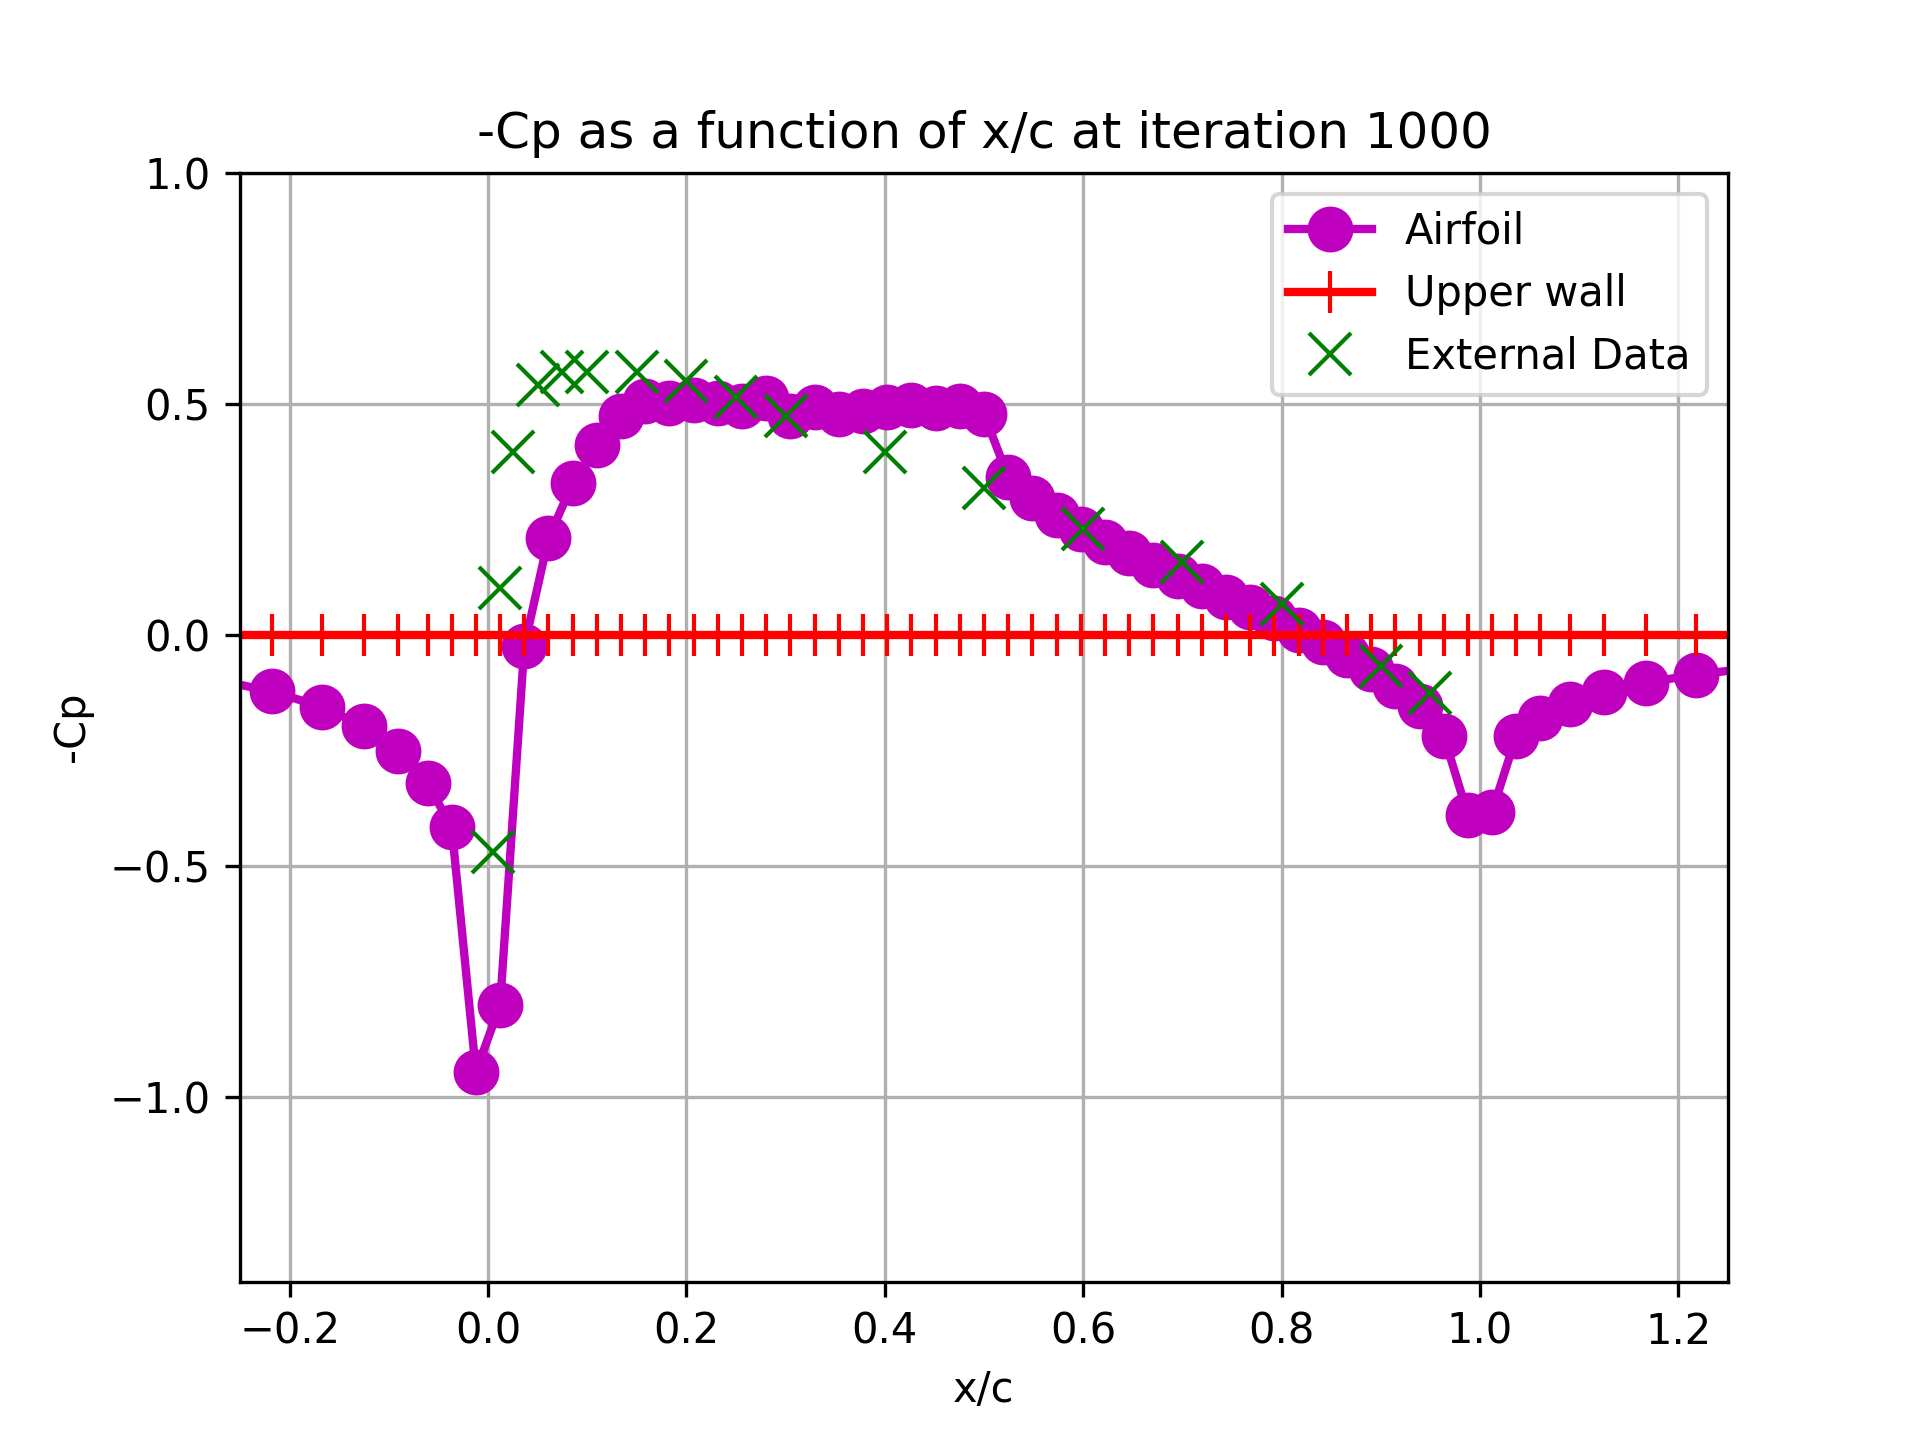 -Cp as a function of x/c at iteration 1000
1.0
0.5
0.0
−0.5
−1.0
-Cp
−0.2
0.0
0.2
0.4
0.6
0.8
1.0
1.2
x/c
Airfoil
Upper wall
External Data